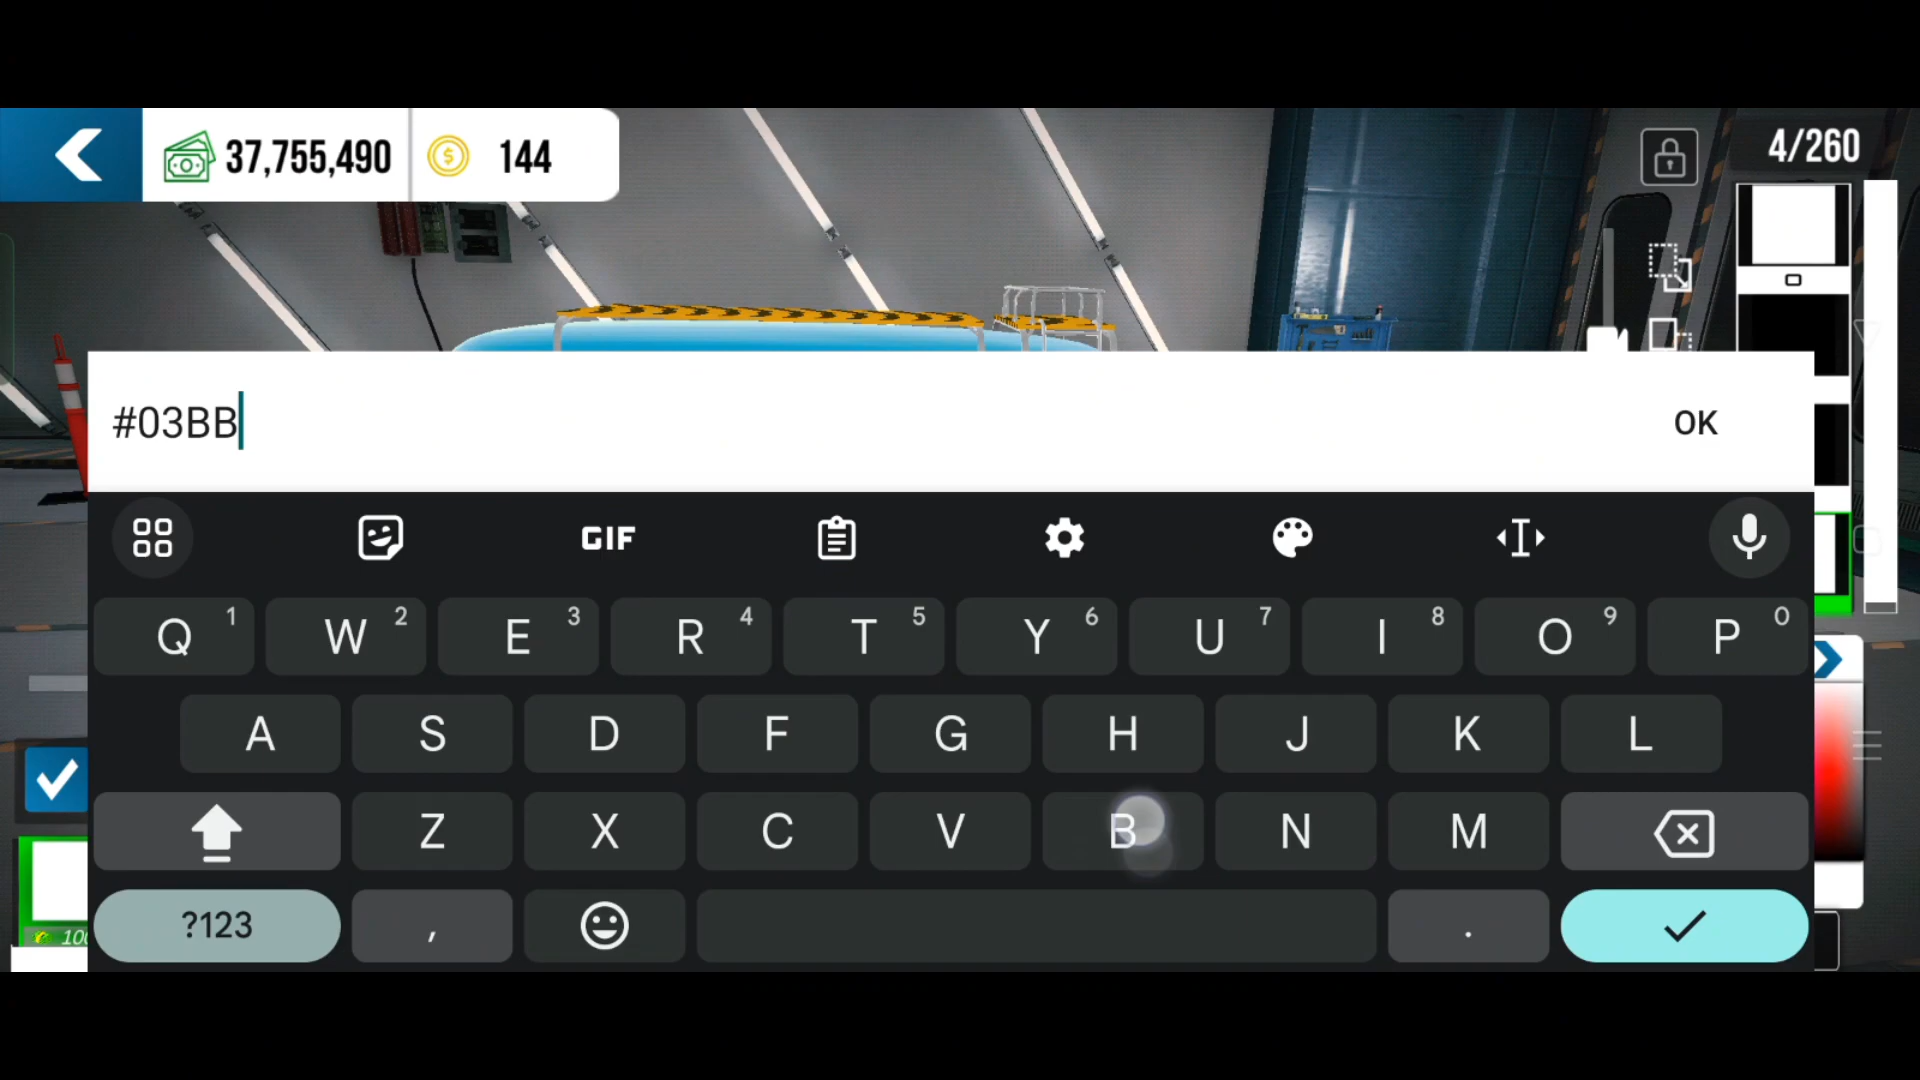 37,755,490
144
4/260
#03BB
OK
GIF
Q 1 W 2 E 3 R 4 T 5 Y 6 U 7 I 8 O 9 P 0
A S D F G H J K L
Z X C V B N M
100
?123 , .